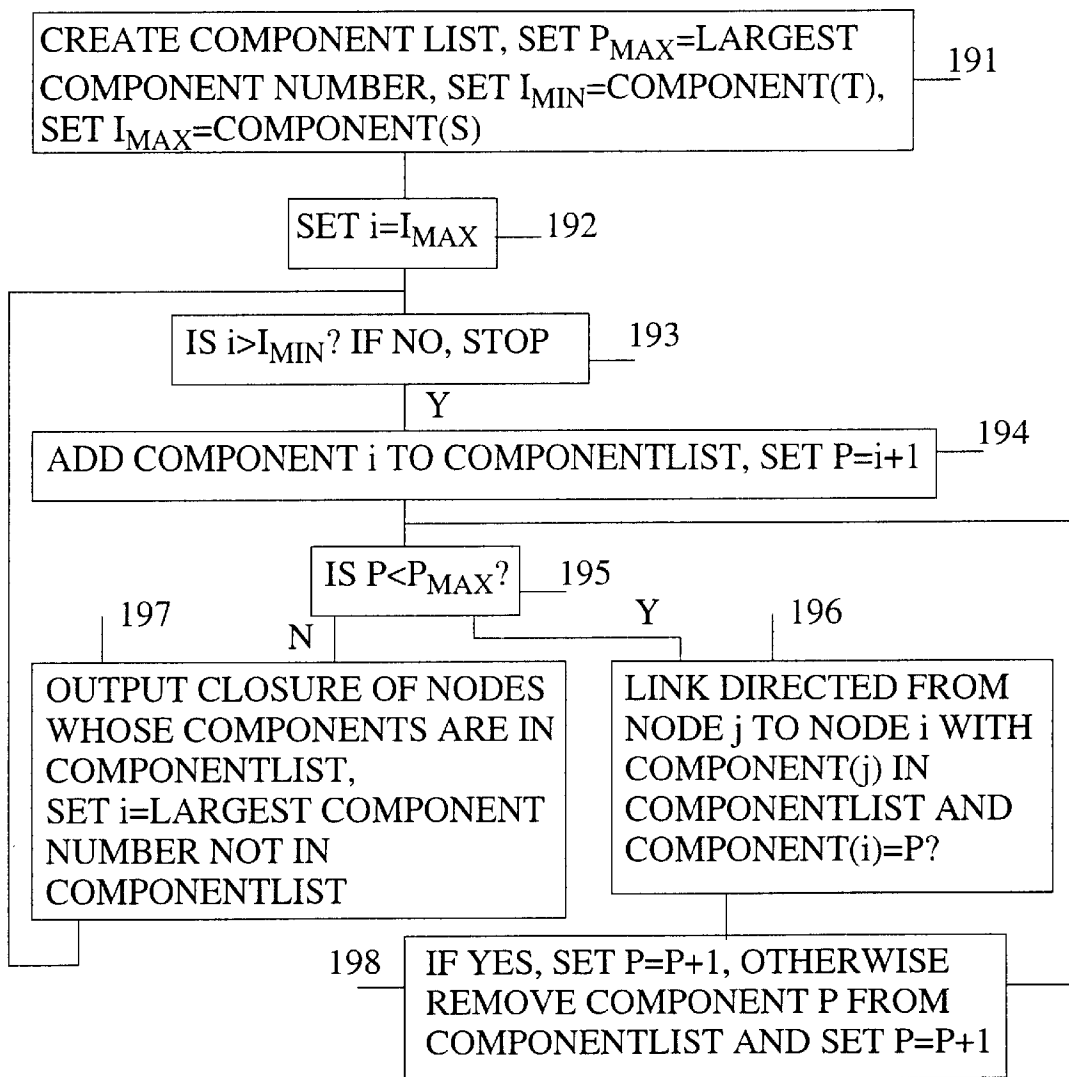 CREATE COMPONENT LIST, SET PMAX=LARGEST
COMPONENT NUMBER, SET IMIN=COMPONENT(T),
SET IMAX=COMPONENT(S)
191
SET i=IMAX
192
IS i>IMIN? IF NO, STOP
193
Y
ADD COMPONENT i TO COMPONENTLIST, SET P=i+1
194
IS P<PMAX?
195
197
N
Y
196
OUTPUT CLOSURE OF NODES
WHOSE COMPONENTS ARE IN
COMPONENTLIST,
SET i=LARGEST COMPONENT
NUMBER NOT IN
COMPONENTLIST
LINK DIRECTED FROM
NODE j TO NODE i WITH
COMPONENT(j) IN
COMPONENTLIST AND
COMPONENT(i)=P?
198
IF YES, SET P=P+1, OTHERWISE
REMOVE COMPONENT P FROM
COMPONENTLIST AND SET P=P+1